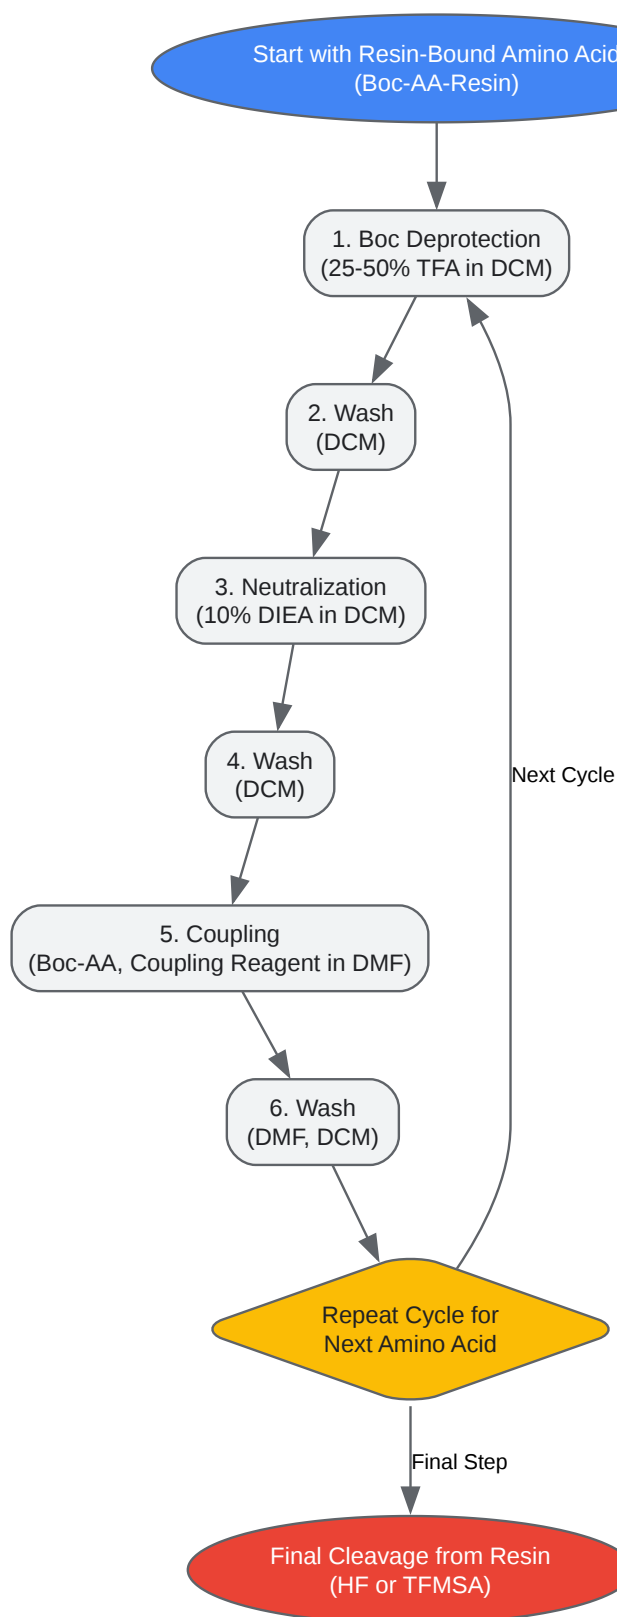 Start with Resin-Bound Amino Acid
(Boc-AA-Resin)
1. Boc Deprotection
(25-50% TFA in DCM)
2. Wash
(DCM)
3. Neutralization
(10% DIEA in DCM)
4. Wash
(DCM)
Next Cycle
5. Coupling
(Boc-AA, Coupling Reagent in DMF)
6. Wash
(DMF, DCM)
Repeat Cycle for
Next Amino Acid
Final Step
Final Cleavage from Resin
(HF or TFMSA)